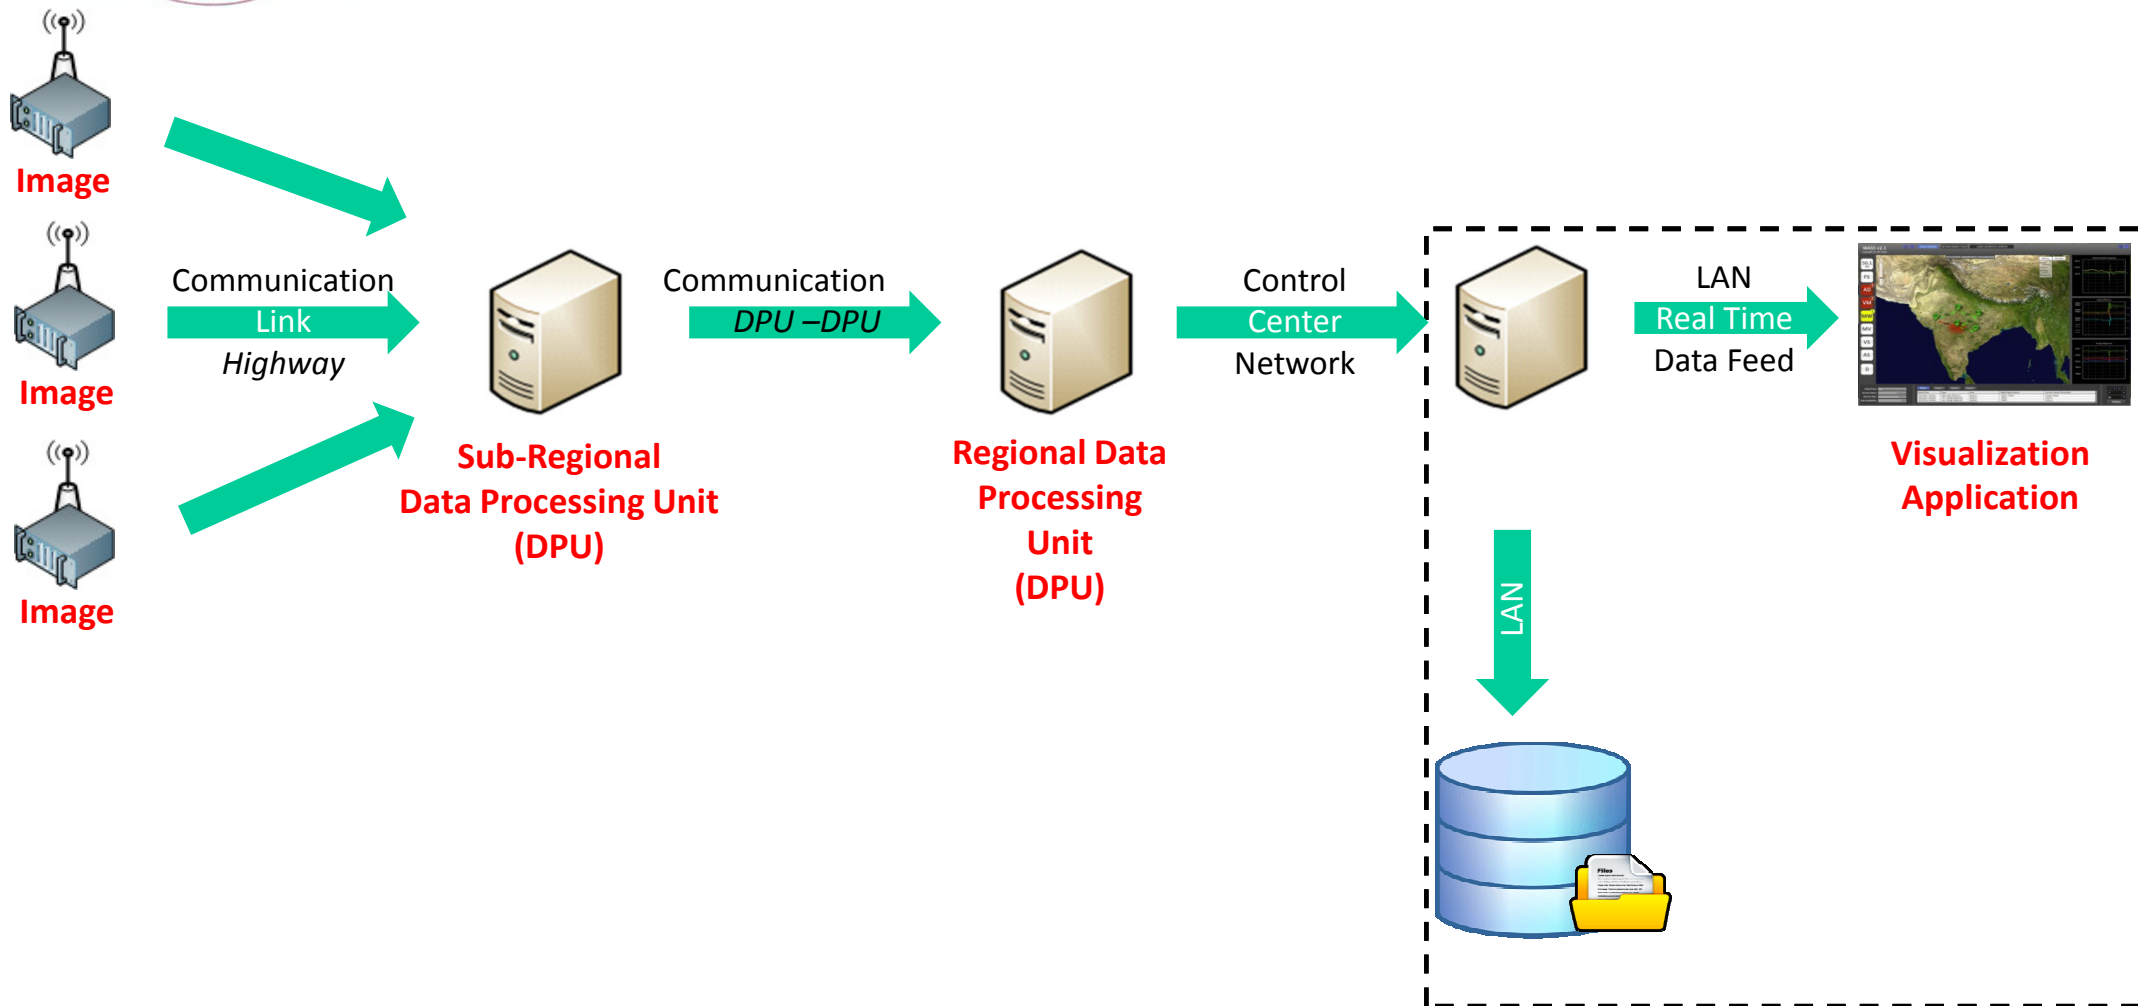 Image
Image
Image
Communication
Link
Highway
Sub-Regional
Data Processing Unit
(DPU)
Communication
DPU –DPU
Regional Data
Processing
Unit
(DPU)
Control
Center
Network
LAN
Real Time
Data Feed
Visualization
Application
LAN
Files